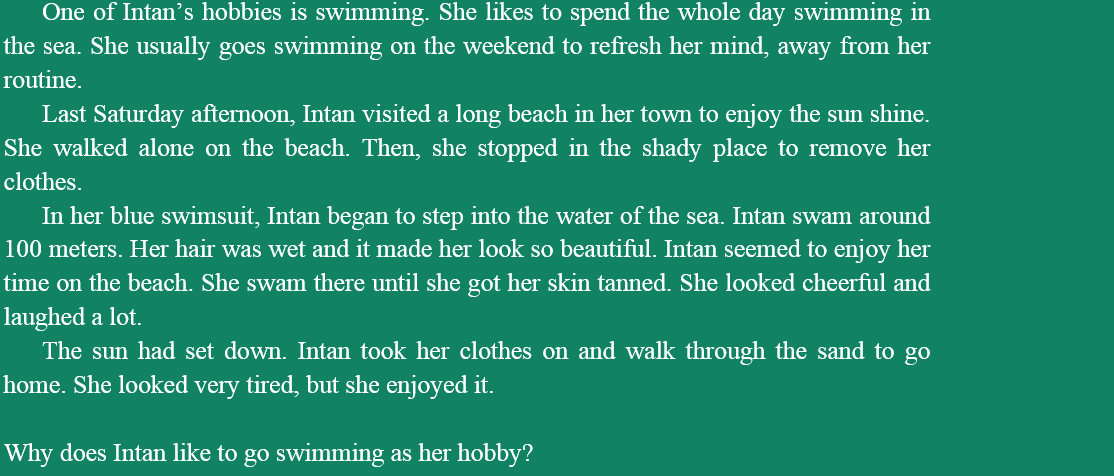 One of Intan’s hobbies is swimming. She likes to spend the whole day swimming in
the sea. She usually goes swimming on the weekend to refresh her mind, away from her
routine.
Last Saturday afternoon, Intan visited a long beach in her town to enjoy the sun shine.
She walked alone on the beach. Then, she stopped in the shady place to remove her
clothes.
In her blue swimsuit, Intan began to step into the water of the sea. Intan swam around
100 meters. Her hair was wet and it made her look so beautiful. Intan seemed to enjoy her
time on the beach. She swam there until she got her skin tanned. She looked cheerful and
laughed a lot.
The sun had set down. Intan took her clothes on and walk through the sand to go
home. She looked very tired, but she enjoyed it.
Why does Intan like to go swimming as her hobby?